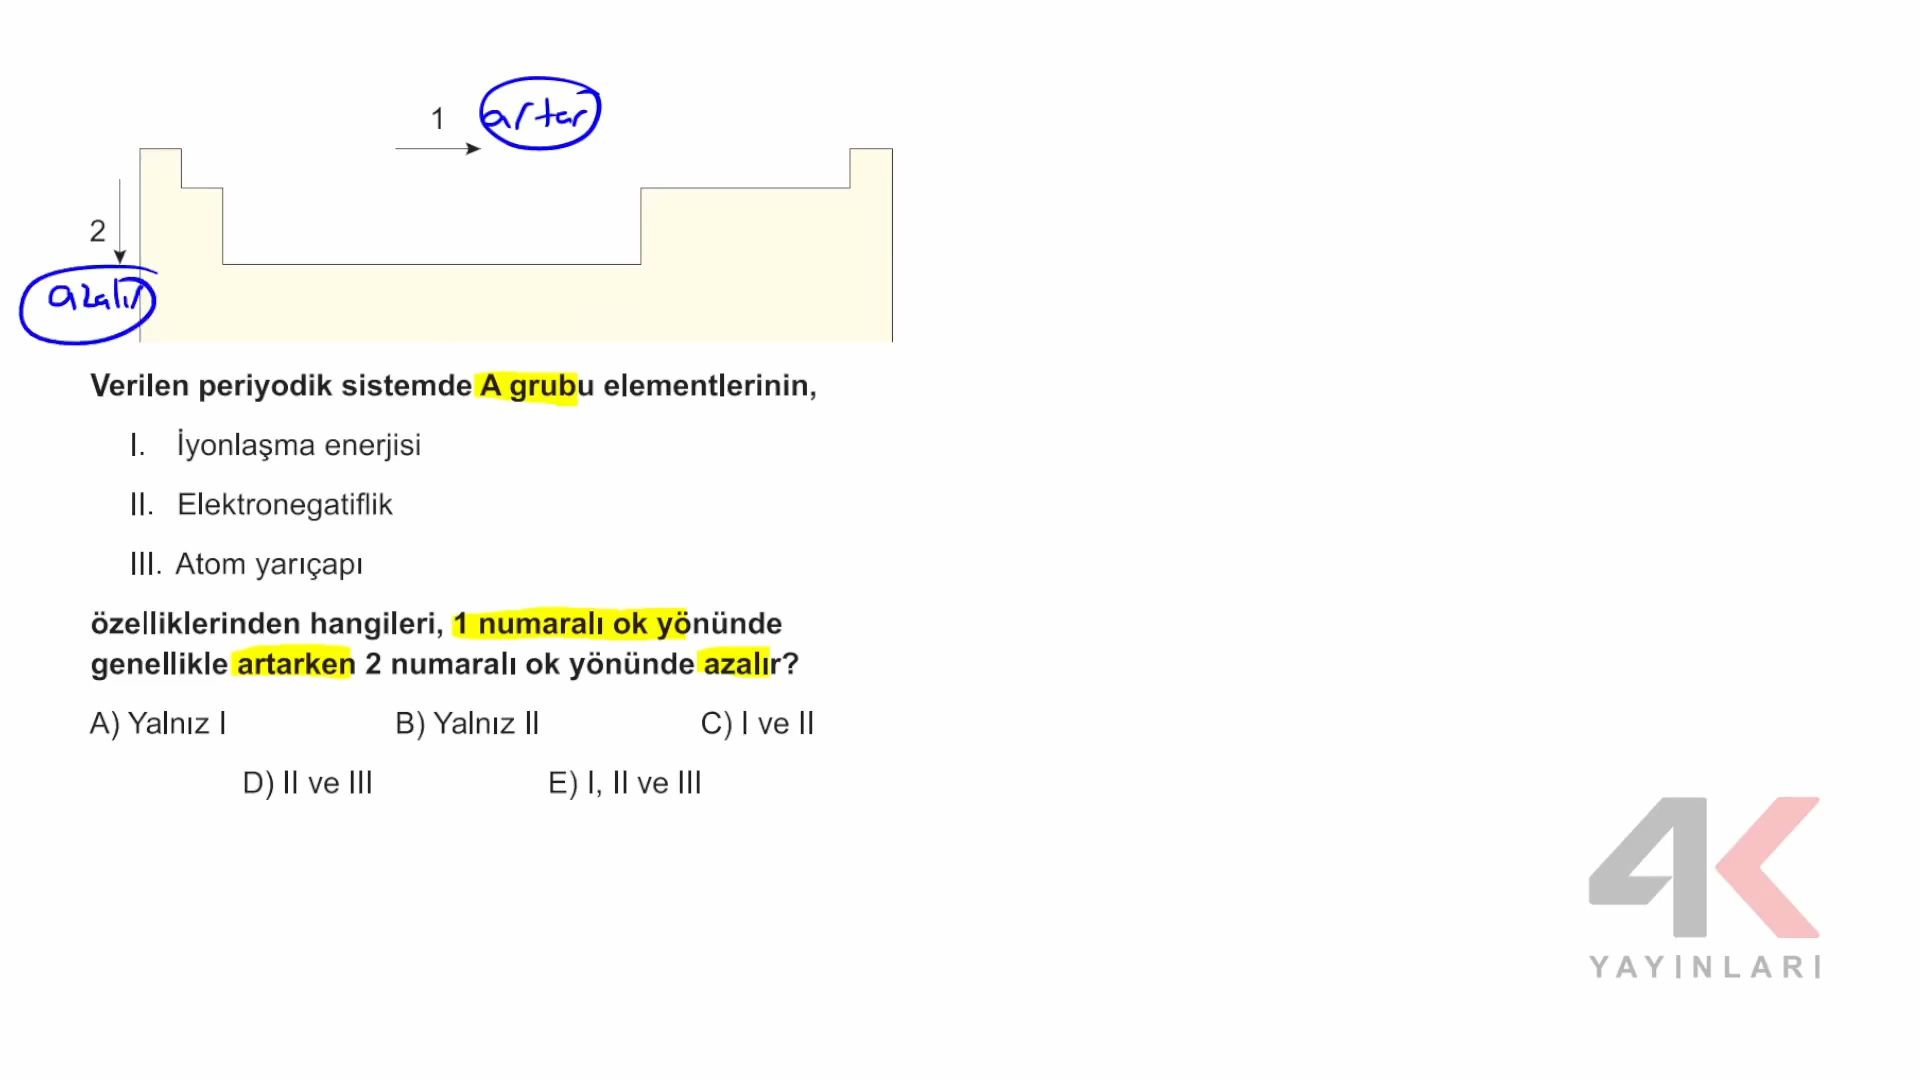 1 artar
2
azalır
Verilen periyodik sistemde A grubu elementlerinin,
I. İyonlaşma enerjisi
II. Elektronegatiflik
III. Atom yarıçapı
özelliklerinden hangileri, 1 numaralı ok yönünde
genellikle artarken 2 numaralı ok yönünde azalır?
A) Yalnız I B) Yalnız II C) I ve II
D) II ve III E) I, II ve III
4K
YAYINLARI